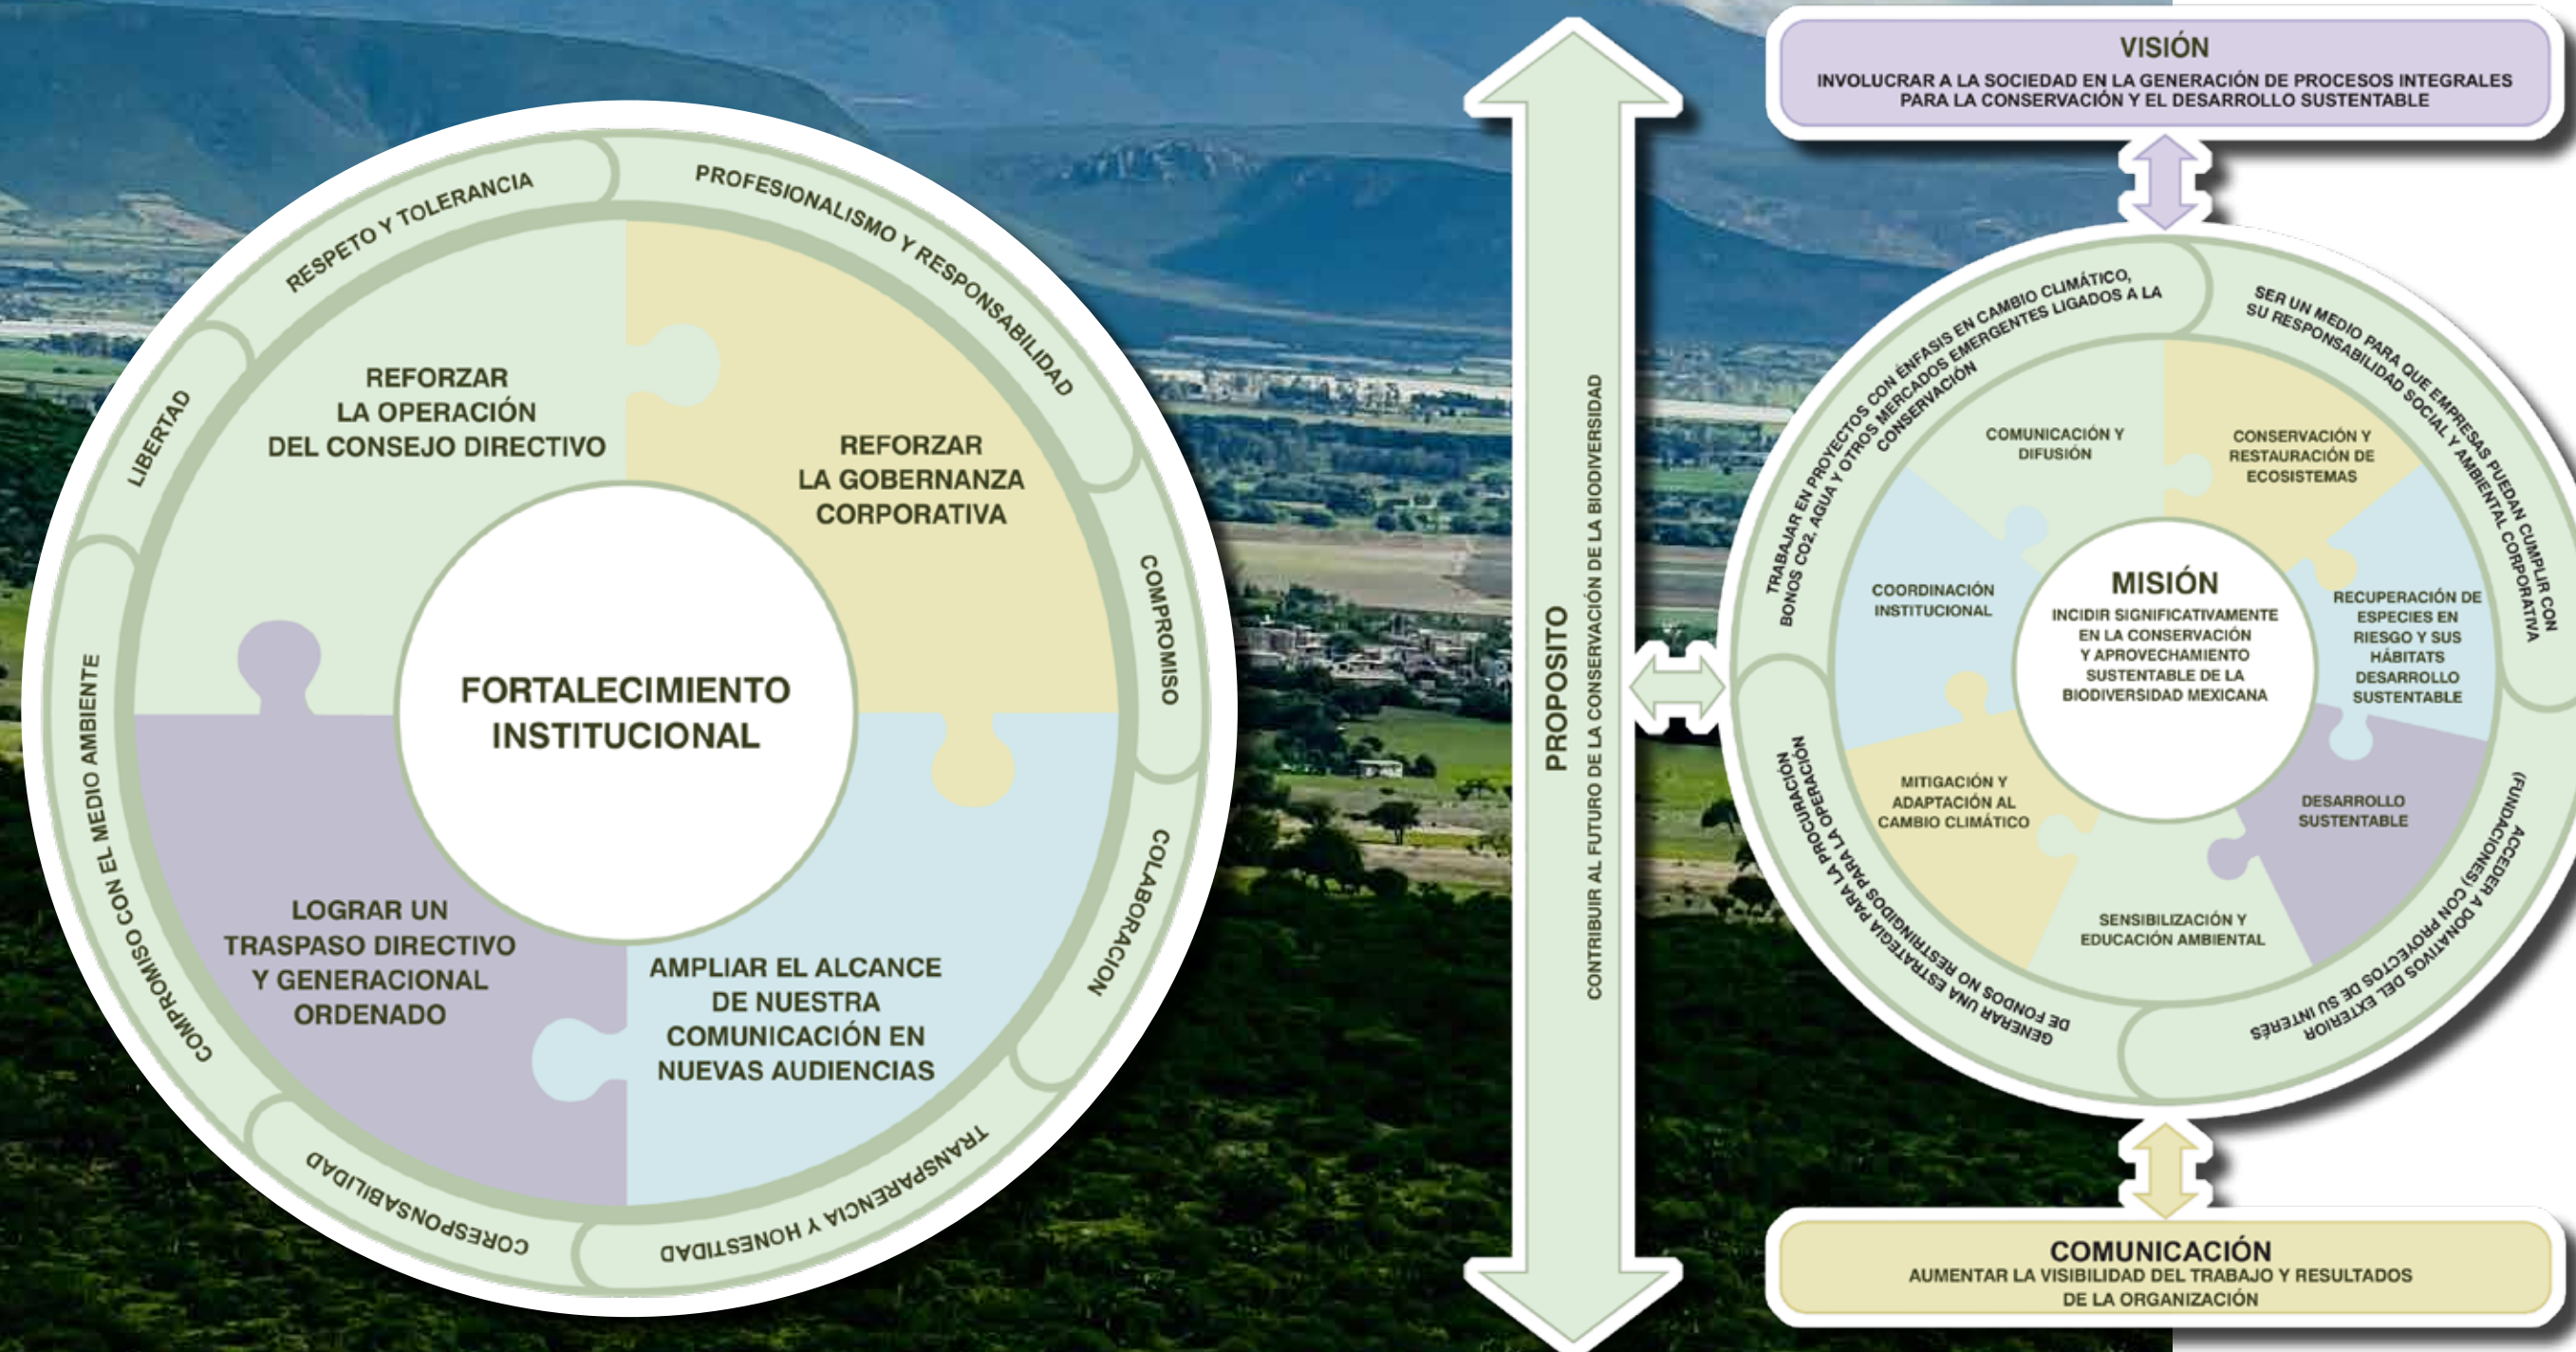 RESPETO Y TOLERANCIA
PROFESIONALISMO Y RESPONSABILIDAD
COMPROMISO
COLABORACION
TRANSPARENCIA Y HONESTIDAD
CORESPONSABILIDAD
COMPROMISO CON EL MEDIO AMBIENTE
LIBERTAD
REFORZAR
LA OPERACIÓN
DEL CONSEJO DIRECTIVO
REFORZAR
LA GOBERNANZA
CORPORATIVA
FORTALECIMIENTO
INSTITUCIONAL
LOGRAR UN
TRASPASO DIRECTIVO
Y GENERACIONAL
ORDENADO
AMPLIAR EL ALCANCE
DE NUESTRA
COMUNICACIÓN EN
NUEVAS AUDIENCIAS
PROPOSITO
CONTRIBUIR AL FUTURO DE LA CONSERVACIÓN DE LA BIODIVERSIDAD
VISIÓN
INVOLUCRAR A LA SOCIEDAD EN LA GENERACIÓN DE PROCESOS INTEGRALES
PARA LA CONSERVACIÓN Y EL DESARROLLO SUSTENTABLE
TRABAJAR EN PROYECTOS CON ÉNFASIS EN CAMBIO CLIMÁTICO,
BONOS CO2, AGUA Y OTROS MERCADOS EMERGENTES LIGADOS A LA
CONSERVACIÓN
SER UN MEDIO PARA QUE EMPRESAS PUEDAN CUMPLIR CON
SU RESPONSABILIDAD SOCIAL Y AMBIENTAL CORPORATIVA
ACCEDER A DONATIVOS DEL EXTERIOR
(FUNDACIONES) CON PROYECTOS DE SU INTERÉS
GENERAR UNA ESTRATEGIA PARA LA PROCURACIÓN
DE FONDOS NO RESTRINGIDOS PARA LA OPERACIÓN
COMUNICACIÓN Y
DIFUSIÓN
CONSERVACIÓN Y
RESTAURACIÓN DE
ECOSISTEMAS
COORDINACIÓN
INSTITUCIONAL
MISIÓN
INCIDIR SIGNIFICATIVAMENTE
EN LA CONSERVACIÓN
Y APROVECHAMIENTO
SUSTENTABLE DE LA
BIODIVERSIDAD MEXICANA
RECUPERACIÓN DE
ESPECIES EN
RIESGO Y SUS
HÁBITATS
DESARROLLO
SUSTENTABLE
MITIGACIÓN Y
ADAPTACIÓN AL
CAMBIO CLIMÁTICO
DESARROLLO
SUSTENTABLE
SENSIBILIZACIÓN Y
EDUCACIÓN AMBIENTAL
COMUNICACIÓN
AUMENTAR LA VISIBILIDAD DEL TRABAJO Y RESULTADOS
DE LA ORGANIZACIÓN